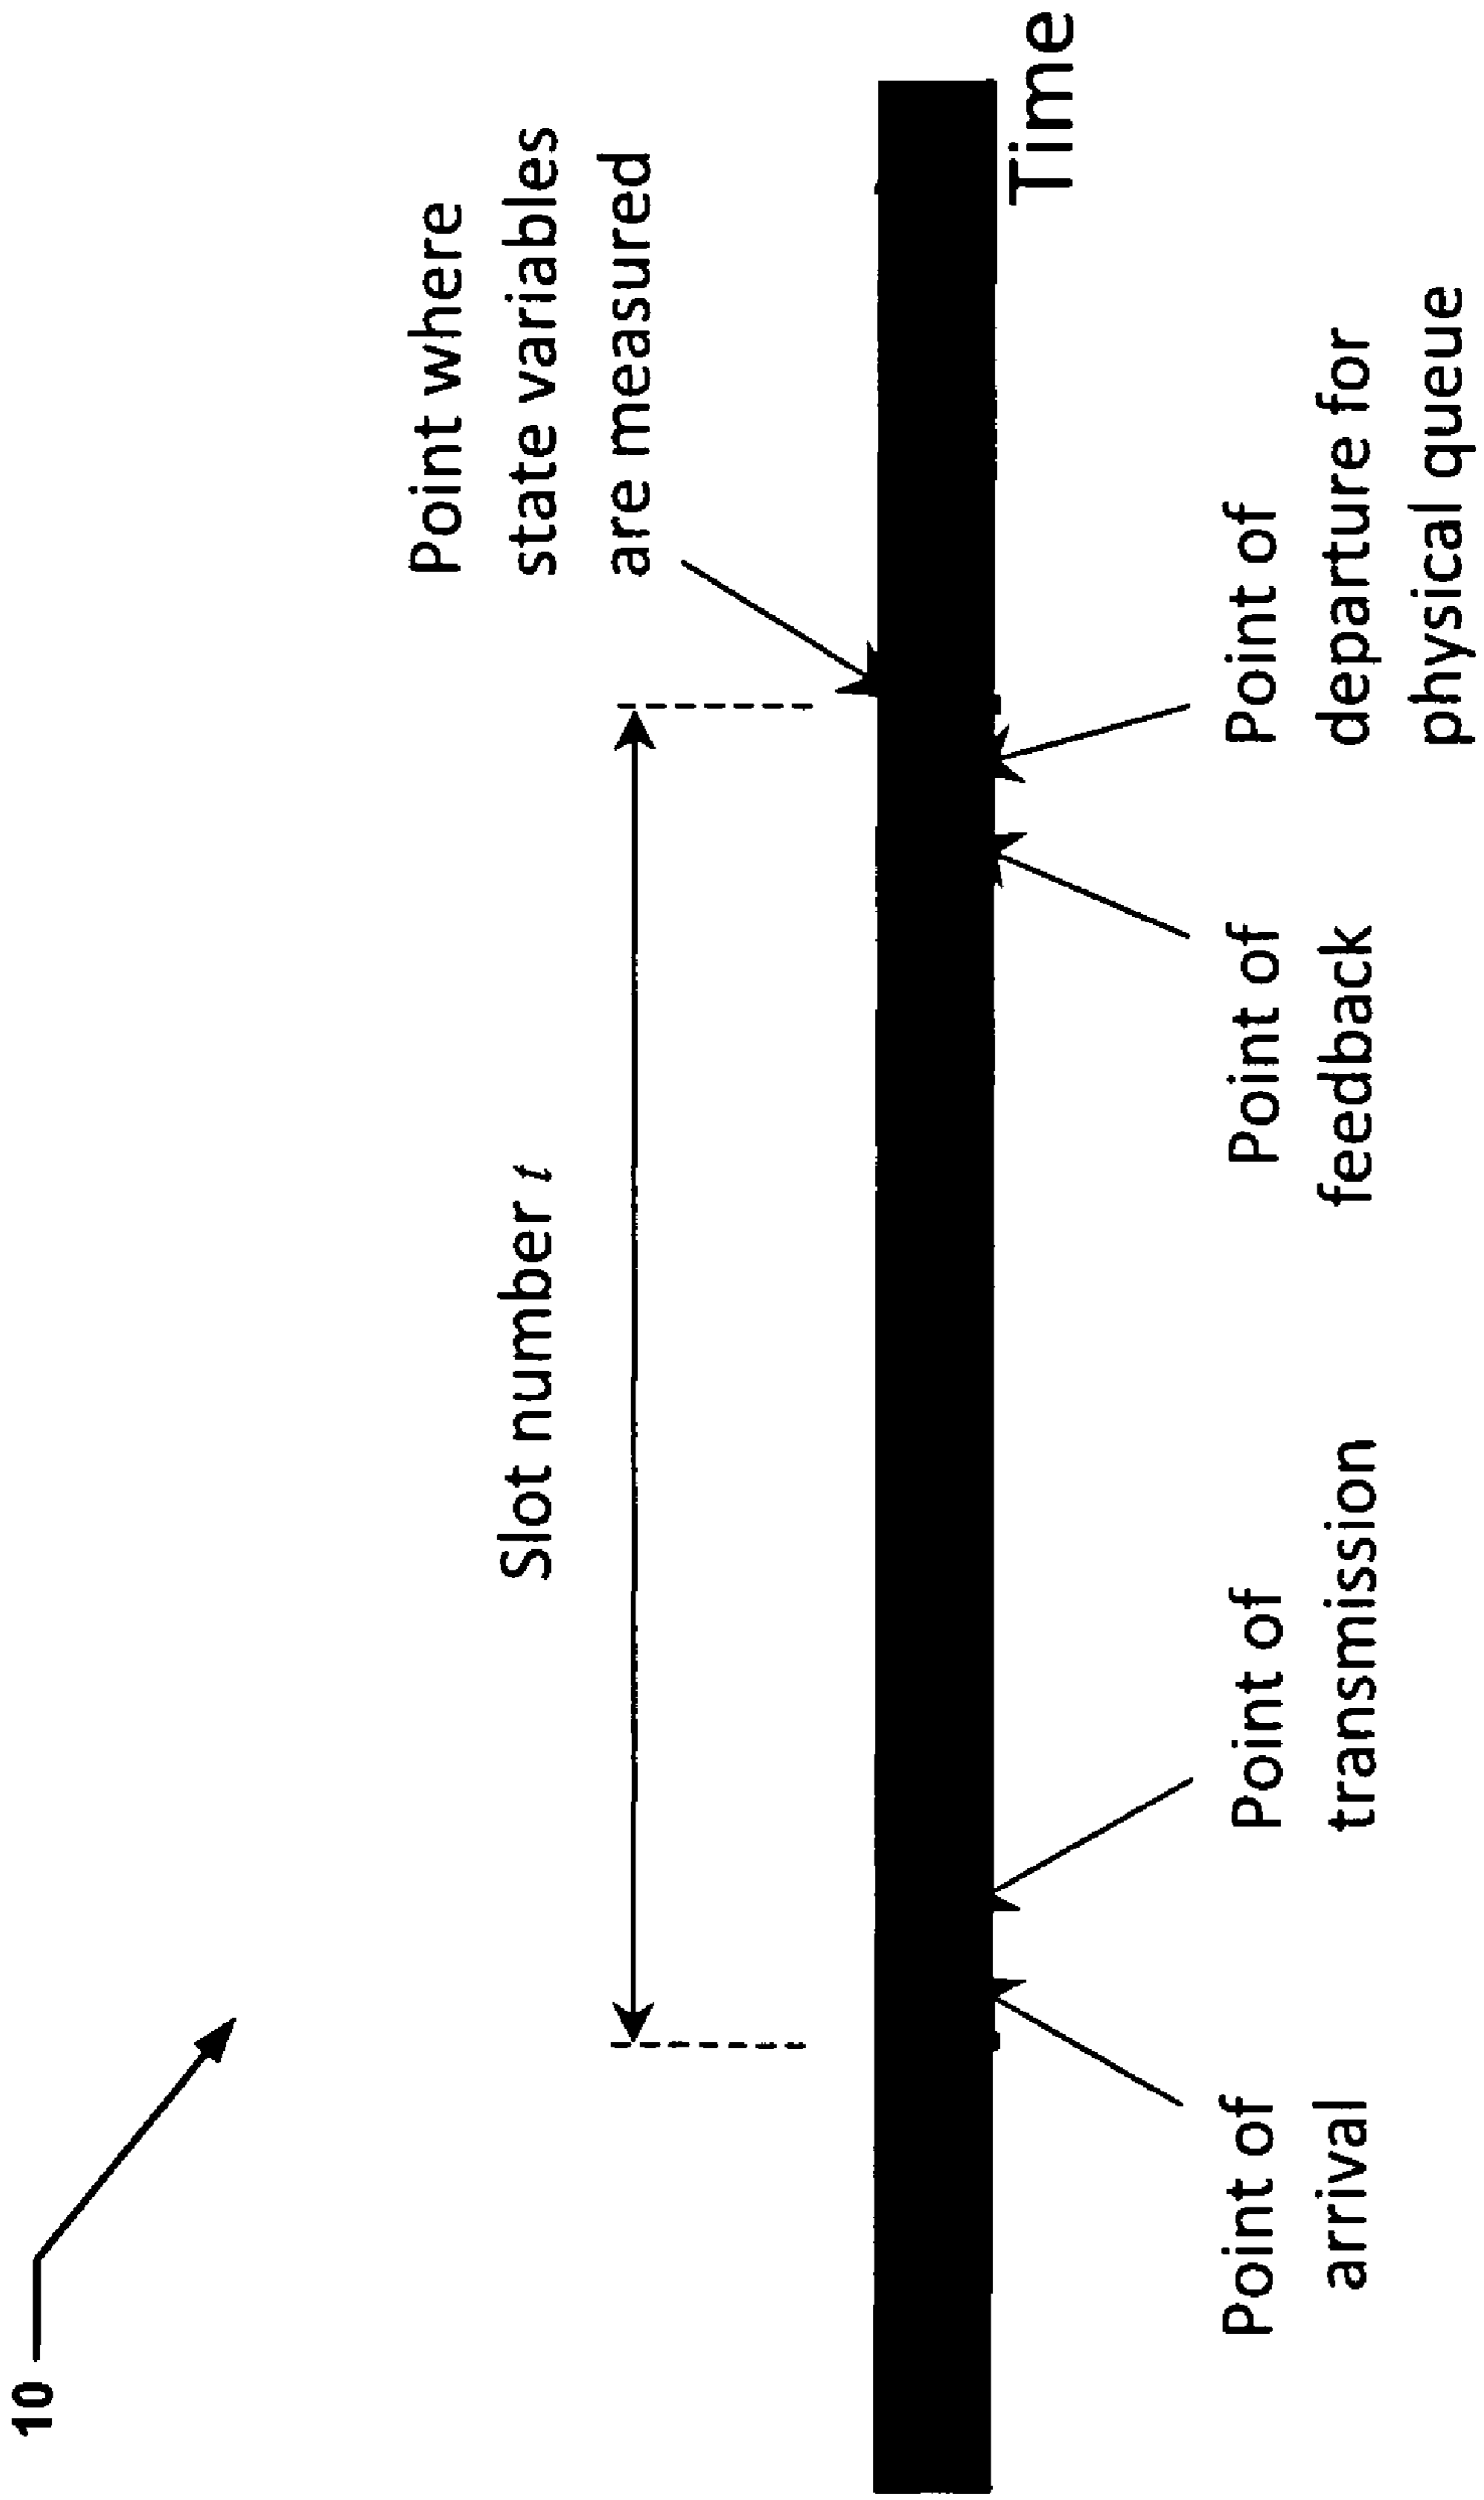 10
Slot number t
Point where
state variables
are measured
Time
Point of
arrival
Point of
transmission
Point of
feedback
Point of
departure for
physical queue